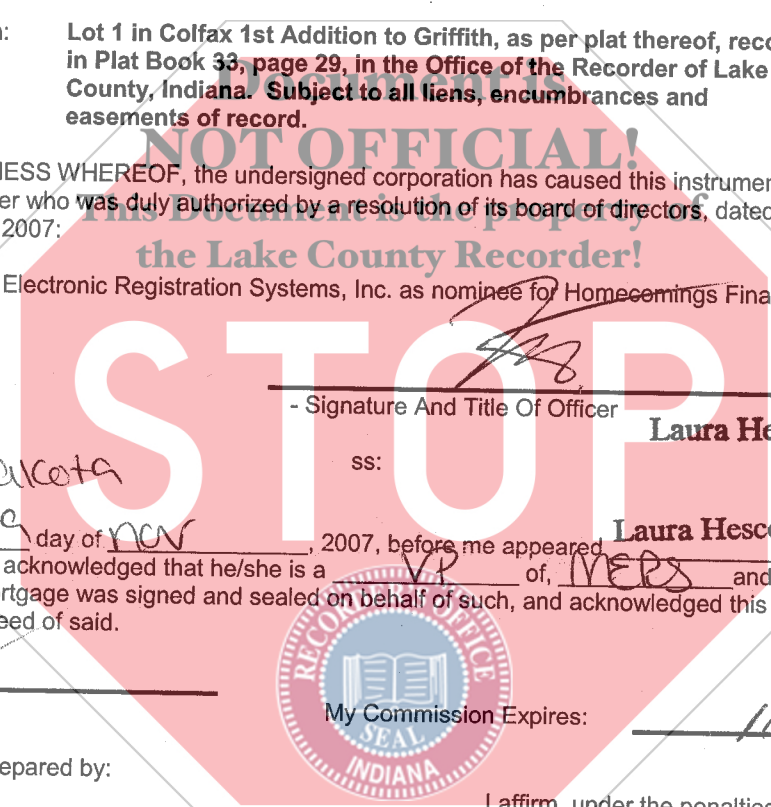 n: Lot 1 in Colfax 1st Addition to Griffith, as per plat thereof, reco
in Plat Book 33, page 29, in the Office of the Recorder of Lake
County, Indiana. Subject to all liens, encumbrances and
easements of record.
Document is
NOT OFFICIAL!
This Document is the property of
the Lake County Recorder!
NESS WHEREOF, the undersigned corporation has caused this instrumen
er who was duly authorized by a resolution of its board of directors, dated
2007:
Electronic Registration Systems, Inc. as nominee for Homecomings Fina
STOP
- Signature And Title Of Officer
Laura He
akota
ss:
9 day of nov, 2007, before me appeared Laura Hesco
acknowledged that he/she is a VP of, MERS and
rtgage was signed and sealed on behalf of such, and acknowledged this
eed of said.
RECORDER'S OFFICE
SEAL
INDIANA
My Commission Expires: 1/
epared by:
I affirm, under the penaltie